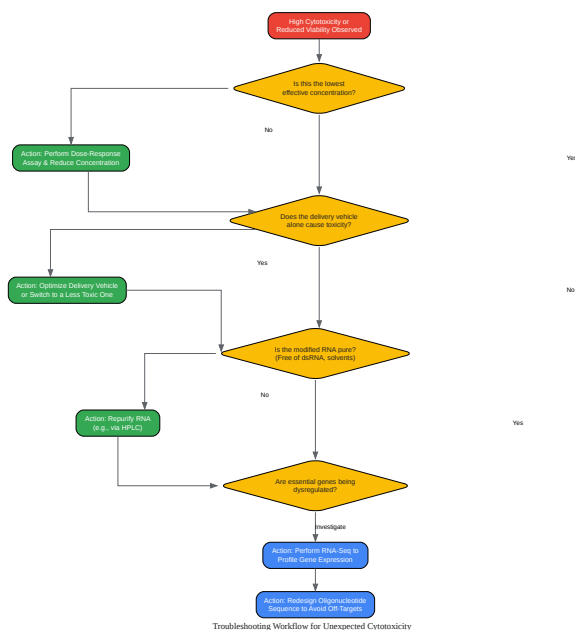 High Cytotoxicity or
Reduced Viability Observed
Is this the lowest
effective concentration?
No
Yes
Action: Perform Dose-Response
Assay & Reduce Concentration
Does the delivery vehicle
alone cause toxicity?
Yes
No
Action: Optimize Delivery Vehicle
or Switch to a Less Toxic One
Is the modified RNA pure?
(Free of dsRNA, solvents)
No
Yes
Action: Repurify RNA
(e.g., via HPLC)
Are essential genes being
dysregulated?
Investigate
Action: Perform RNA-Seq to
Profile Gene Expression
Action: Redesign Oligonucleotide
Sequence to Avoid Off-Targets
Troubleshooting Workflow for Unexpected Cytotoxicity